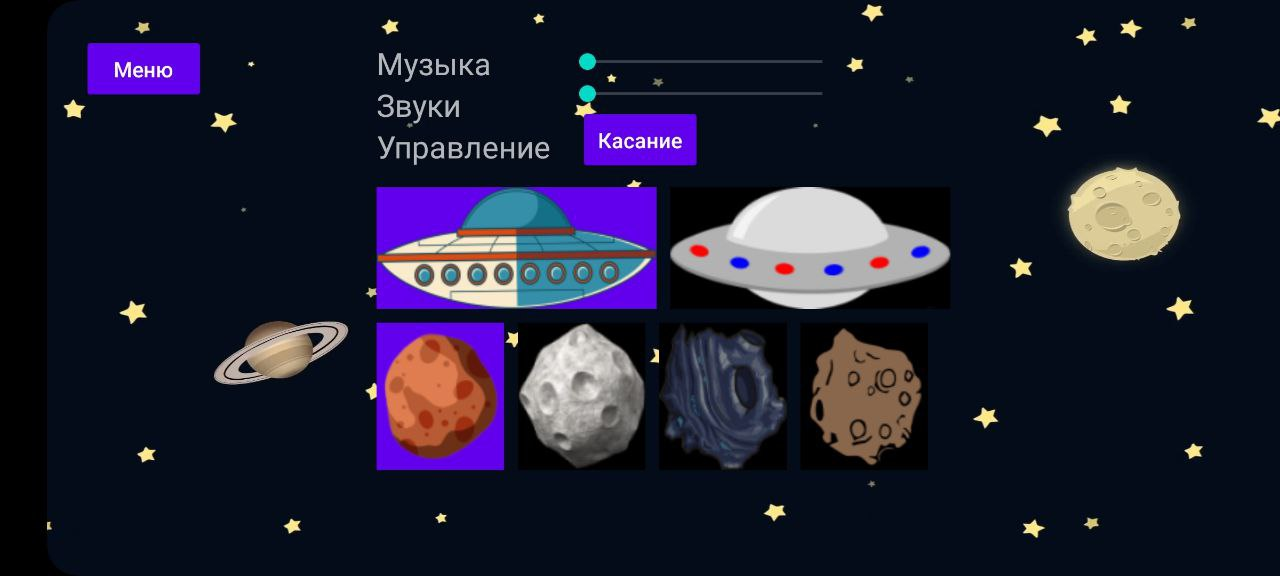 Меню
Музыка
Звуки
Управление
Касание